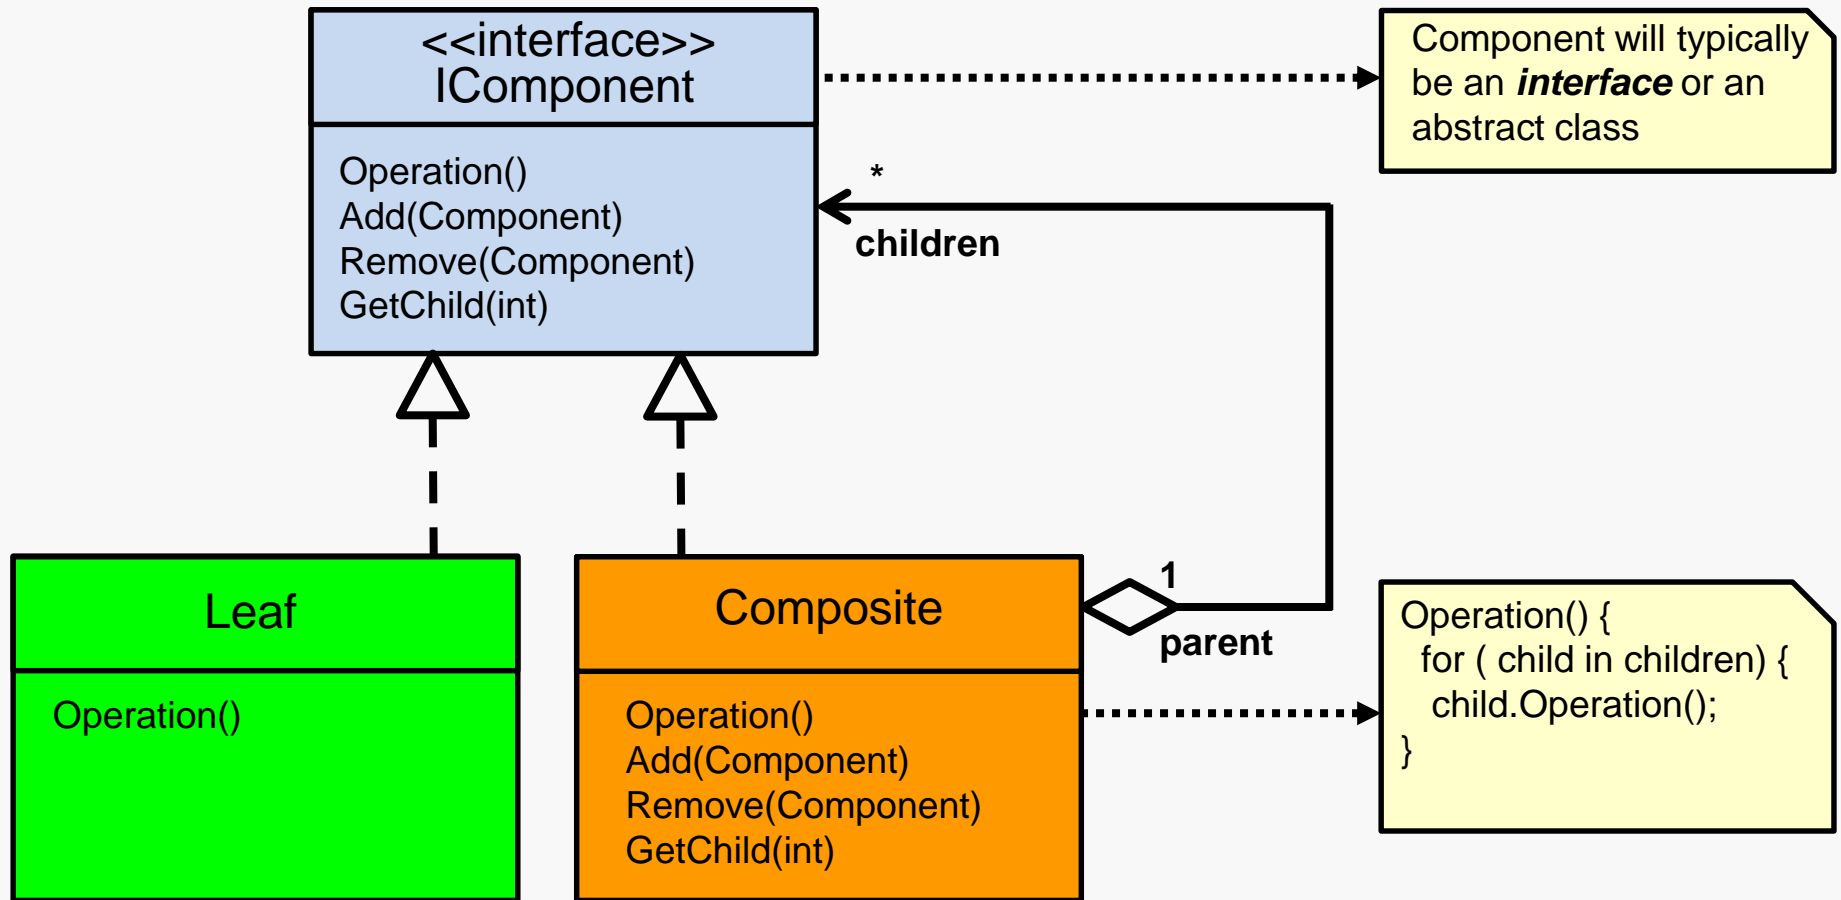 <<interface>>
IComponent
Operation()
Add(Component)
Remove(Component)
GetChild(int)
Component will typically
be an interface or an
abstract class
*
children
Leaf
Operation()
Composite
Operation()
Add(Component)
Remove(Component)
GetChild(int)
1
parent
Operation() {
for ( child in children) {
child.Operation();
}